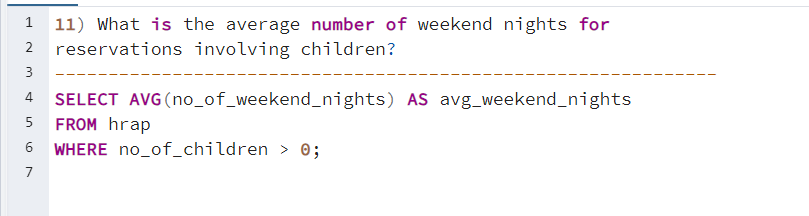 1 11) What is the average number of weekend nights for
2 reservations involving children?
3 --------------------------------------------------------------
4 SELECT AVG(no_of_weekend_nights) AS avg_weekend_nights
5 FROM hrap
6 WHERE no_of_children > 0;
7